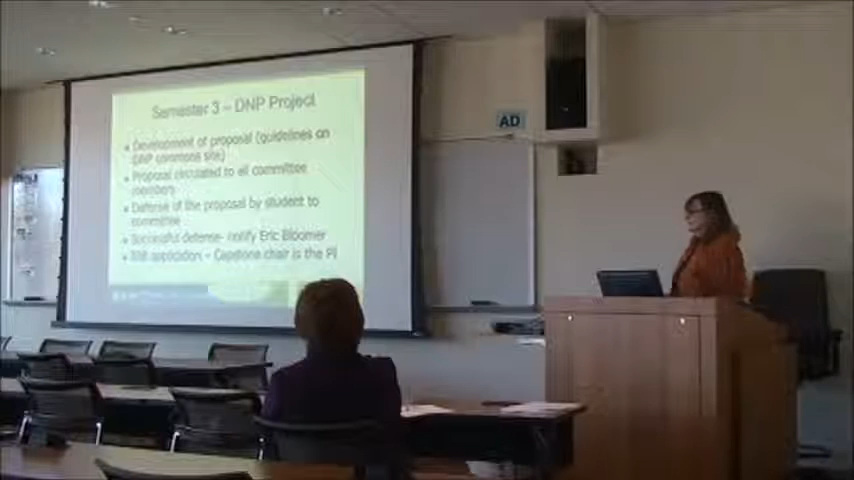 Semester 3 – DNP Project
Development of proposal (guidelines on
DNP commons site)
Proposal circulated to all committee
members
Defense of the proposal by student to
committee
Successful defense- notify Eric Bloomer
IRB application – Capstone chair is the PI
AD